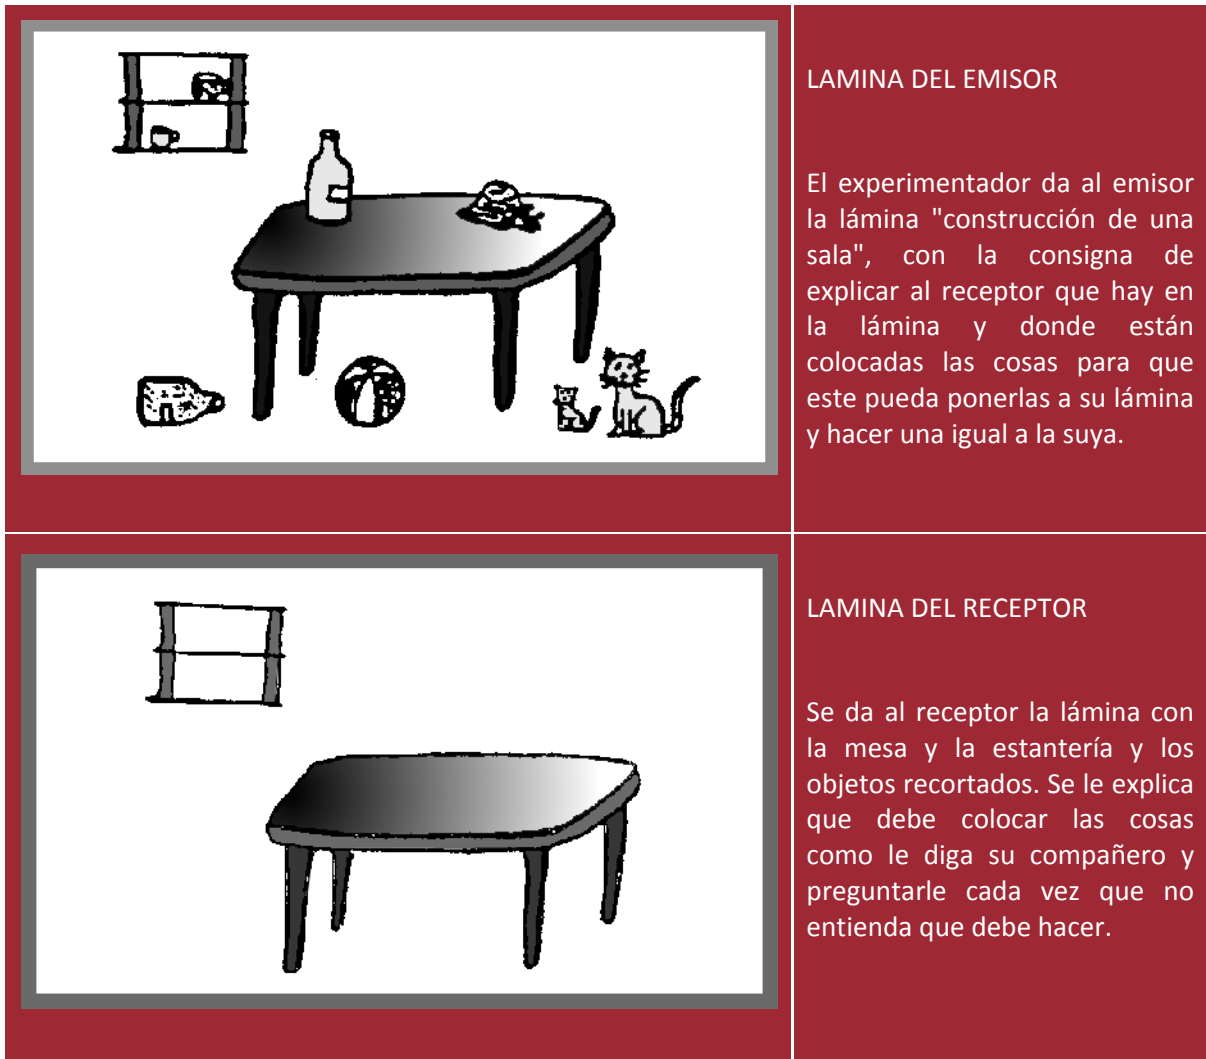 LAMINA DEL EMISOR
El experimentador da al emisor
la lámina "construcción de una
sala", con la consigna de
explicar al receptor que hay en
la lámina y donde están
colocadas las cosas para que
este pueda ponerlas a su lámina
y hacer una igual a la suya.
LAMINA DEL RECEPTOR
Se da al receptor la lámina con
la mesa y la estantería y los
objetos recortados. Se le explica
que debe colocar las cosas
como le diga su compañero y
preguntarle cada vez que no
entienda que debe hacer.